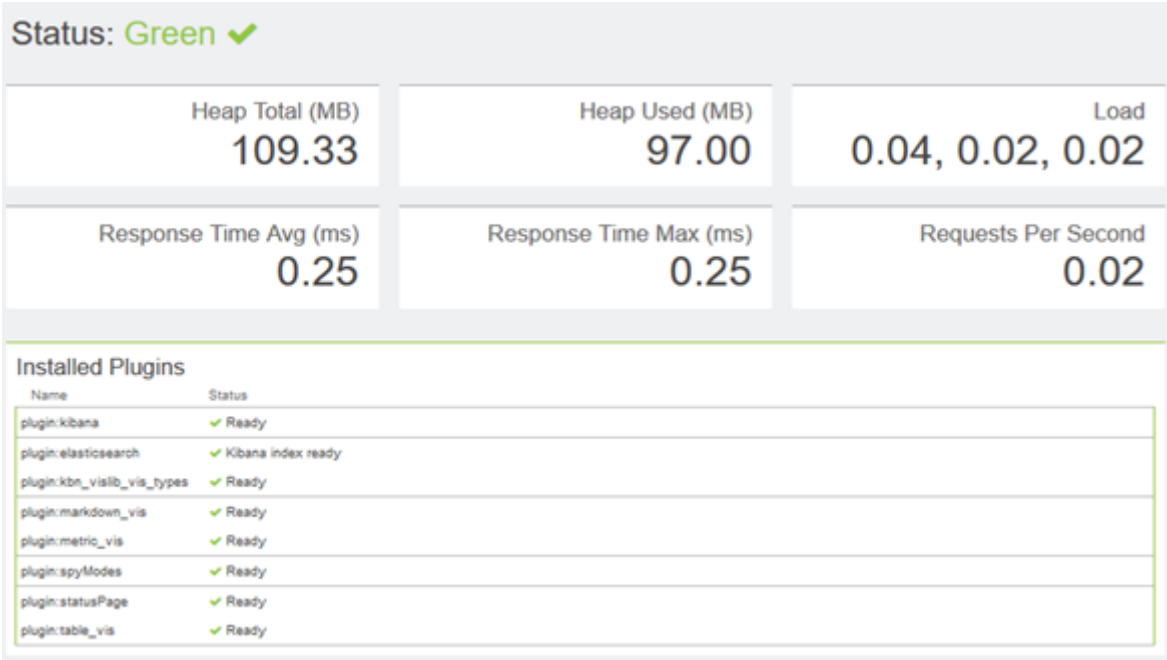 Status: Green
Heap Total (MB)
109.33
Heap Used (MB)
97.00
Load
0.04, 0.02, 0.02
Response Time Avg (ms)
0.25
Response Time Max (ms)
0.25
Requests Per Second
0.02
Installed Plugins
Name Status
plugin:kibana Ready
plugin:elasticsearch Kibana index ready
plugin:kbn_vislib_vis_types Ready
plugin:markdown_vis Ready
plugin:metric_vis Ready
plugin:spyModes Ready
plugin:statusPage Ready
plugin:table_vis Ready